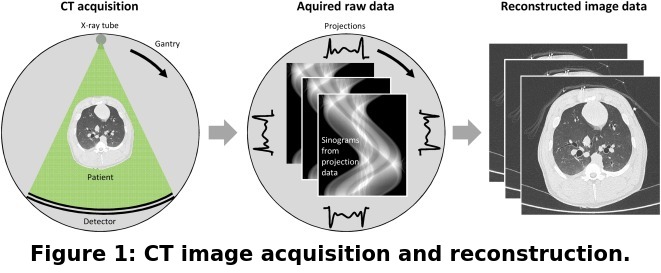 CT acquisition
X-ray tube
Gantry
Patient
Detector
Aquired raw data
Projections
Sinograms
from
projection
data
Reconstructed image data
Figure 1: CT image acquisition and reconstruction.